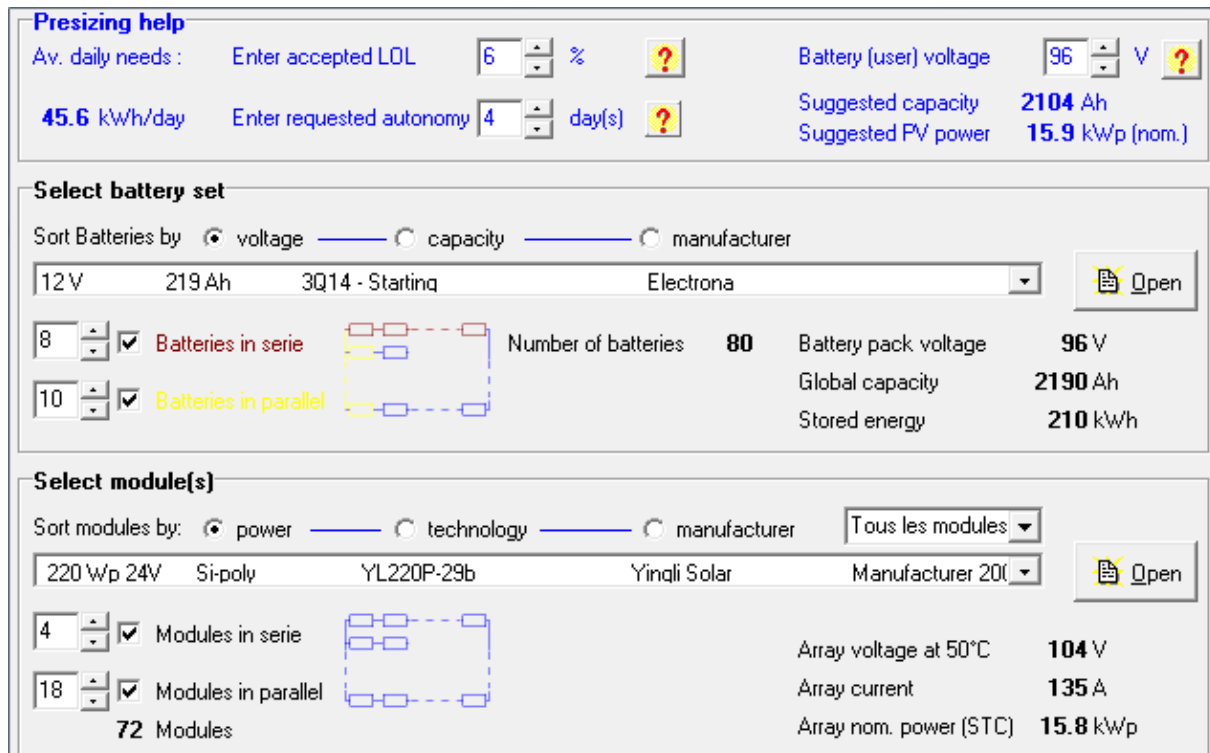 Presizing help
Av. daily needs : Enter accepted LOL 6 % ? Battery (user) voltage 96 V ?
45.6 kWh/day Enter requested autonomy 4 day(s) ? Suggested capacity 2104 Ah
Suggested PV power 15.9 kWp (nom.)
Select battery set
Sort Batteries by voltage capacity manufacturer
12 V 219 Ah 3Q14 - Starting Electrona Open
8 Batteries in serie Number of batteries 80 Battery pack voltage 96 V
Global capacity 2190 Ah
10 Batteries in parallel Stored energy 210 kWh
Select module(s)
Sort modules by: power technology manufacturer Tous les modules
220 Wp 24V Si-poly YL220P-29b Yingli Solar Manufacturer 200 Open
4 Modules in serie Array voltage at 50°C 104 V
18 Modules in parallel Array current 135 A
72 Modules Array nom. power (STC) 15.8 kWp